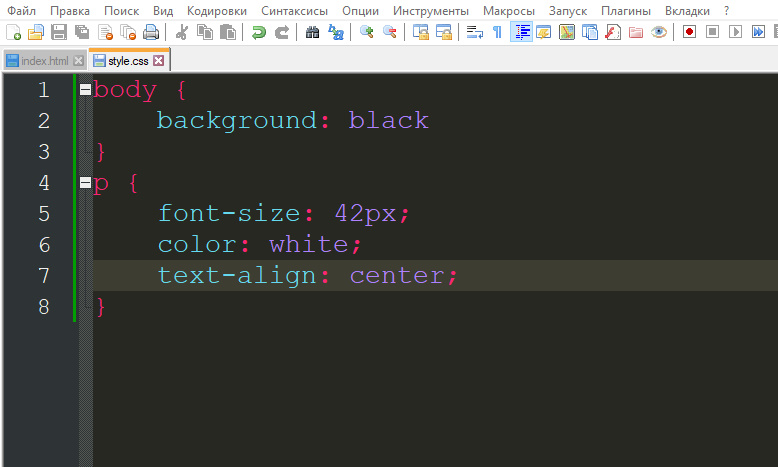 Файл Правка Поиск Вид Кодировки Синтаксисы Опции Инструменты Макросы Запуск Плагины Вкладки ?
index.html style.css
1 body {
2 background: black
3 }
4 p {
5 font-size: 42px;
6 color: white;
7 text-align: center;
8 }